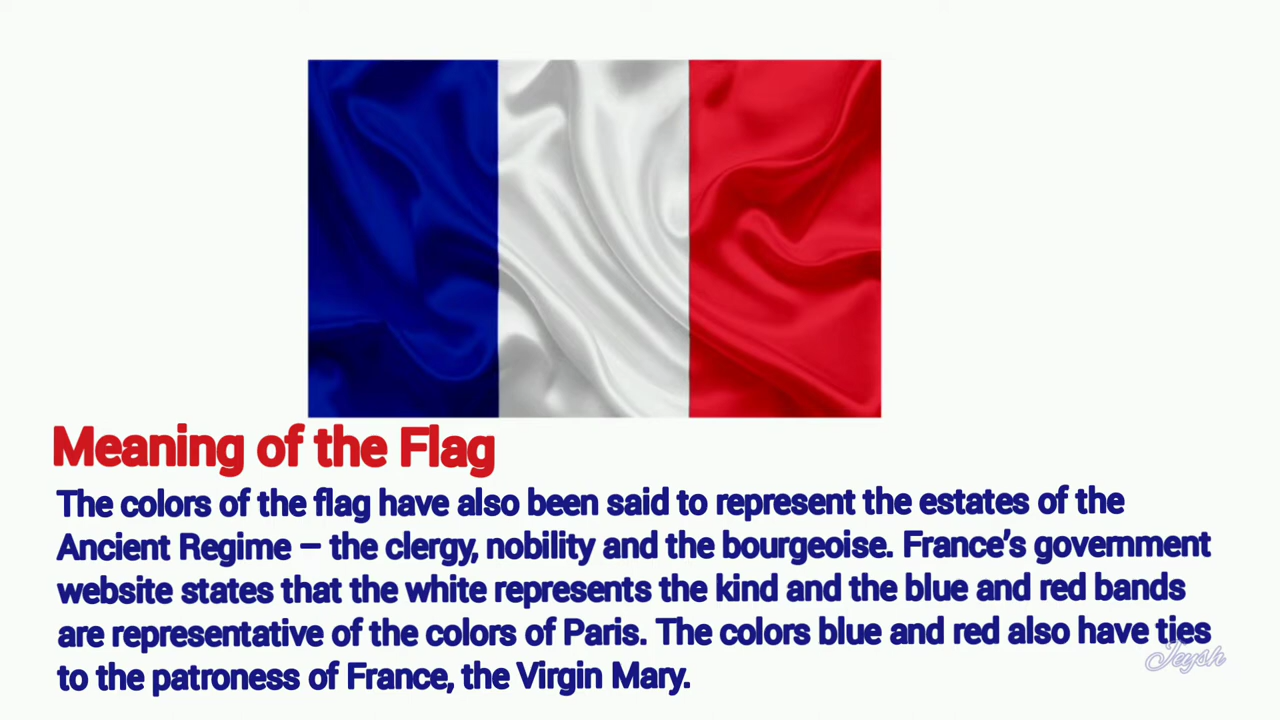 Meaning of the Flag
The colors of the flag have also been said to represent the estates of the
Ancient Regime – the clergy, nobility and the bourgeoise. France's government
website states that the white represents the kind and the blue and red bands
are representative of the colors of Paris. The colors blue and red also have ties
to the patroness of France, the Virgin Mary.
Jeysh